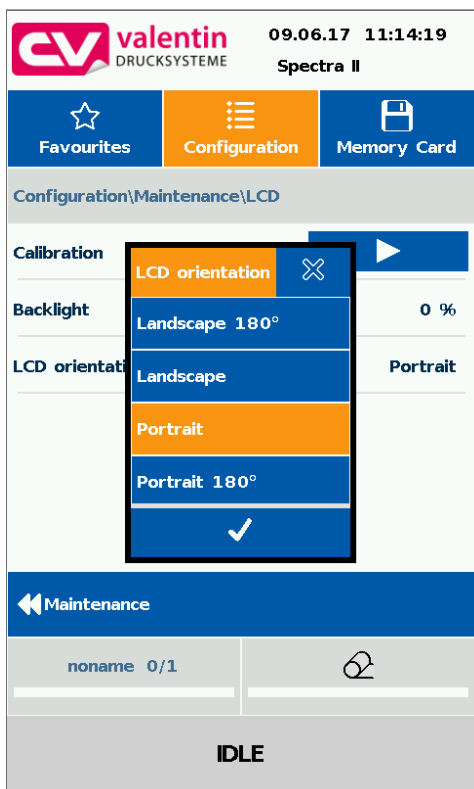 CV valentin
DRUCKSYSTEME
09.06.17 11:14:19
Spectra II
Favourites
Configuration
Memory Card
Configuration\Maintenance\LCD
Calibration
Backlight
0 %
LCD orientati
Portrait
LCD orientation
Landscape 180°
Landscape
Portrait
Portrait 180°
Maintenance
noname 0/1
IDLE